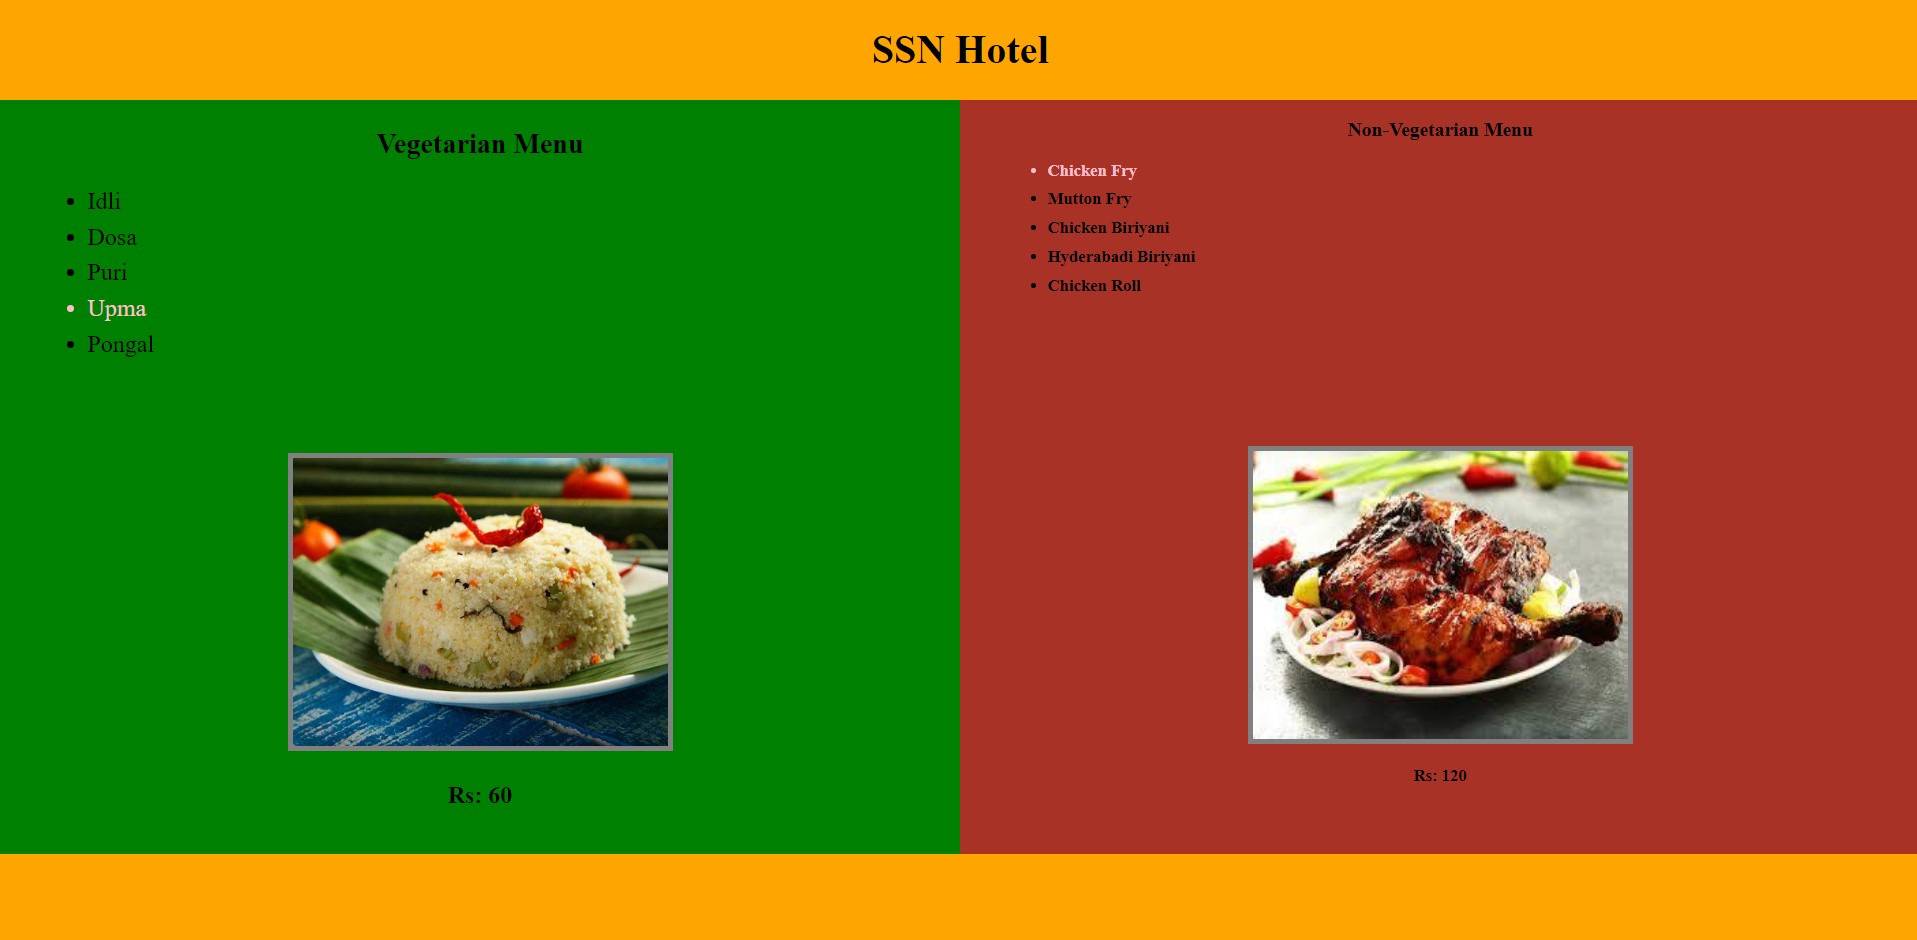 SSN Hotel
Vegetarian Menu
Idli
Dosa
Puri
Upma
Pongal
Rs: 60
Non-Vegetarian Menu
Chicken Fry
Mutton Fry
Chicken Biriyani
Hyderabadi Biriyani
Chicken Roll
Rs: 120